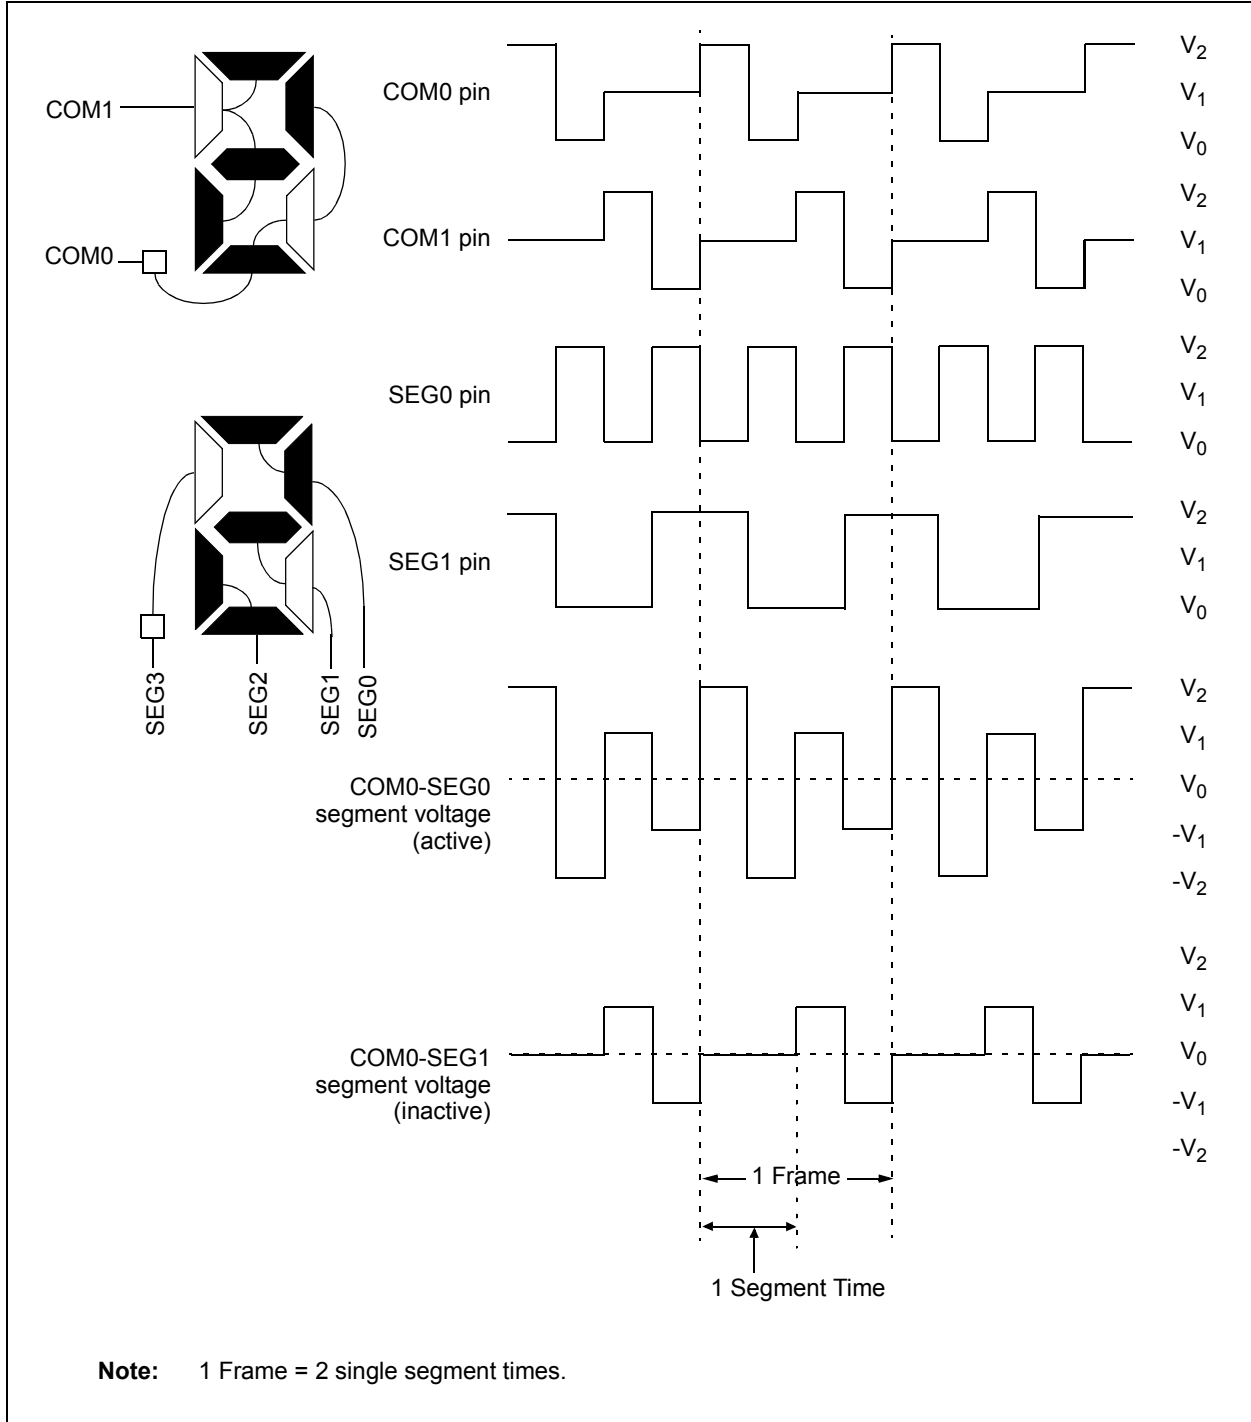 COM1
COM0
COM0 pin
V2
V1
V0
COM1 pin
V2
V1
V0
SEG0 pin
V2
V1
V0
SEG1 pin
V2
V1
V0
SEG3
SEG2
SEG1
SEG0
COM0-SEG0
segment voltage
(active)
V2
V1
V0
-V1
-V2
COM0-SEG1
segment voltage
(inactive)
V2
V1
V0
-V1
-V2
1 Frame
1 Segment Time
Note: 1 Frame = 2 single segment times.